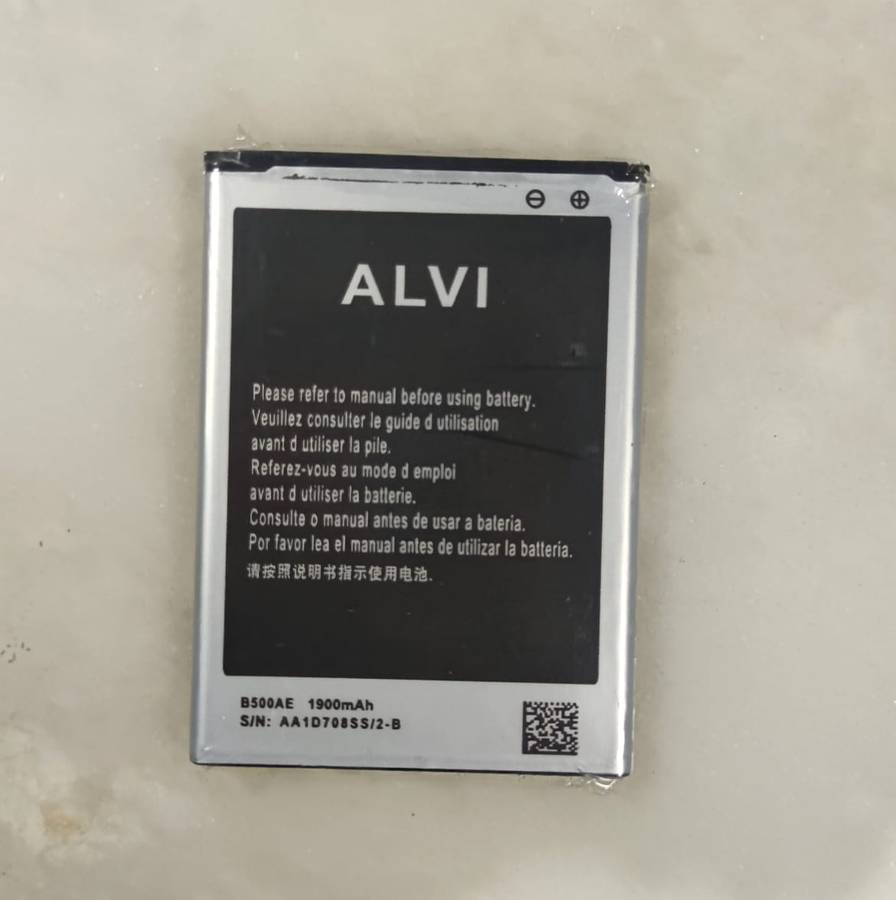 ⊖ ⊕
ALVI
Please refer to manual before using battery.
Veuillez consulter le guide d utilisation
avant d utiliser la pile.
Referez-vous au mode d emploi
avant d utiliser la batterie.
Consulte o manual antes de usar a bateria.
Por favor lea el manual antes de utilizar la batteria.
请按照说明书指示使用电池.
B500AE 1900mAh
S/N: AA1D708SS/2-B